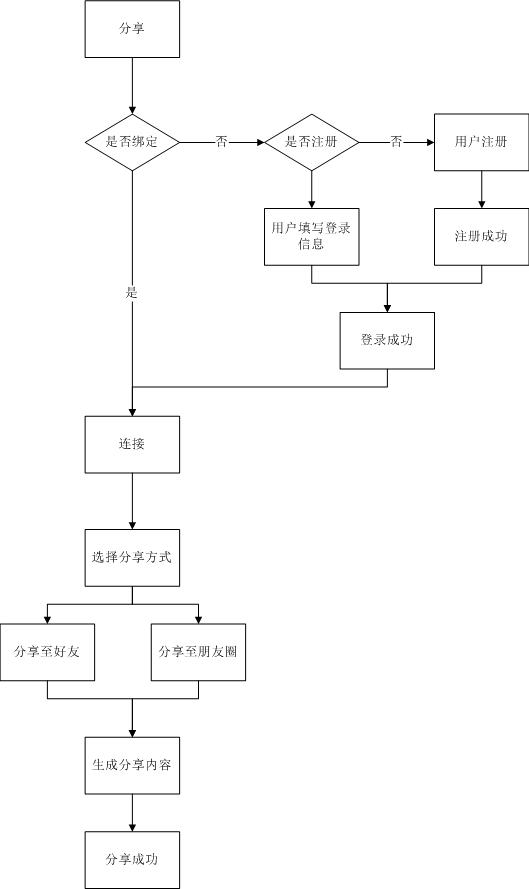 分享
是否绑定
否
是否注册
否
用户注册
用户填写登录
信息
注册成功
是
登录成功
连接
选择分享方式
分享至好友
分享至朋友圈
生成分享内容
分享成功